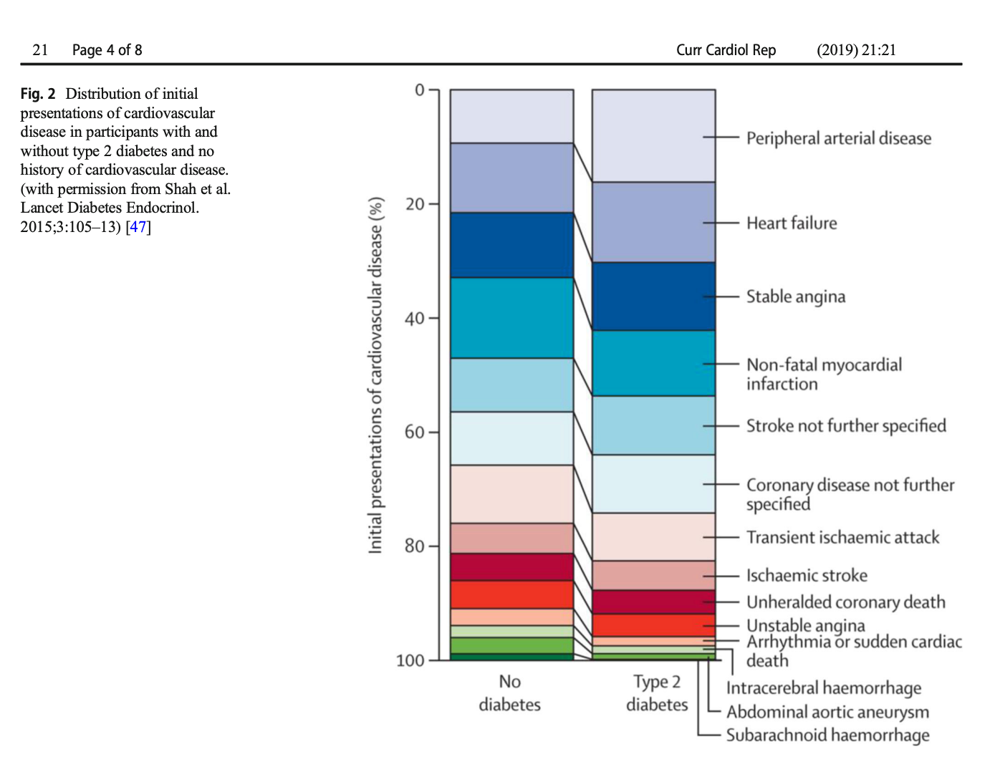 21 Page 4 of 8
Curr Cardiol Rep (2019) 21:21
Fig. 2 Distribution of initial
presentations of cardiovascular
disease in participants with and
without type 2 diabetes and no
history of cardiovascular disease.
(with permission from Shah et al.
Lancet Diabetes Endocrinol.
2015;3:105–13) [47]
Initial presentations of cardiovascular disease (%)
0
20
40
60
80
100
No
diabetes
Type 2
diabetes
Peripheral arterial disease
Heart failure
Stable angina
Non-fatal myocardial
infarction
Stroke not further specified
Coronary disease not further
specified
Transient ischaemic attack
Ischaemic stroke
Unheralded coronary death
Unstable angina
Arrhythmia or sudden cardiac
death
Intracerebral haemorrhage
Abdominal aortic aneurysm
Subarachnoid haemorrhage